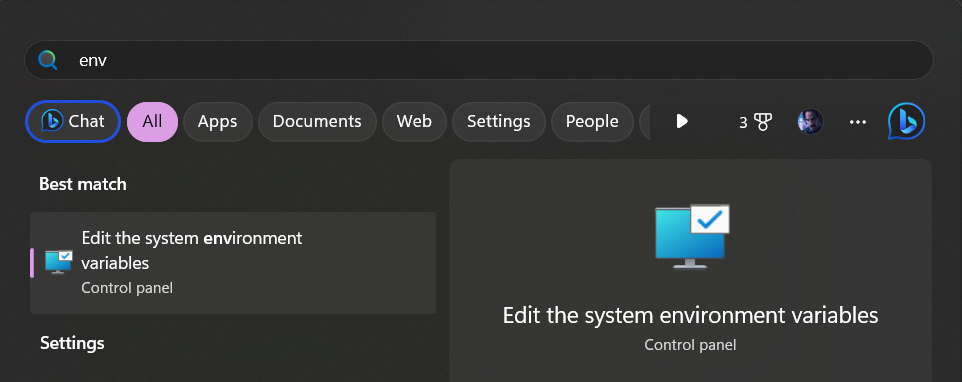 env
Chat
All
Apps
Documents
Web
Settings
People
3
Best match
Edit the system environment
variables
Control panel
Settings
Edit the system environment variables
Control panel